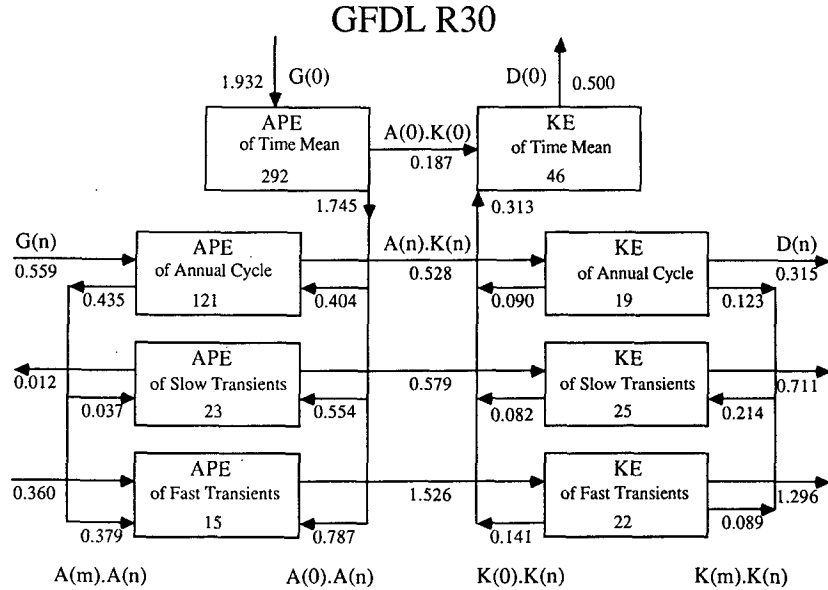 GFDL R30
1.932 G(0) D(0) 0.500
APE
of Time Mean
292
A(0).K(0)
0.187
KE
of Time Mean
46
1.745 0.313
G(n)
0.559
APE
of Annual Cycle
121
A(n).K(n)
0.528
KE
of Annual Cycle
19
D(n)
0.315
0.435 0.404 0.090 0.123
0.012
APE
of Slow Transients
23
0.579
KE
of Slow Transients
25
0.711
0.037 0.554 0.082 0.214
0.360
APE
of Fast Transients
15
1.526
KE
of Fast Transients
22
1.296
0.379 0.787 0.141 0.089
A(m).A(n) A(0).A(n) K(0).K(n) K(m).K(n)